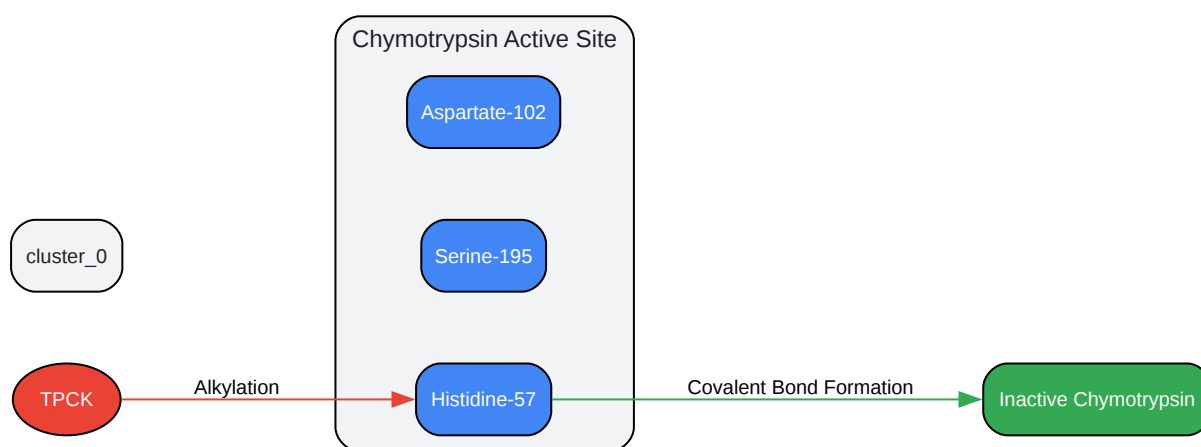 Chymotrypsin Active Site
Aspartate-102
cluster_0
Serine-195
TPCK
Alkylation
Histidine-57
Covalent Bond Formation
Inactive Chymotrypsin